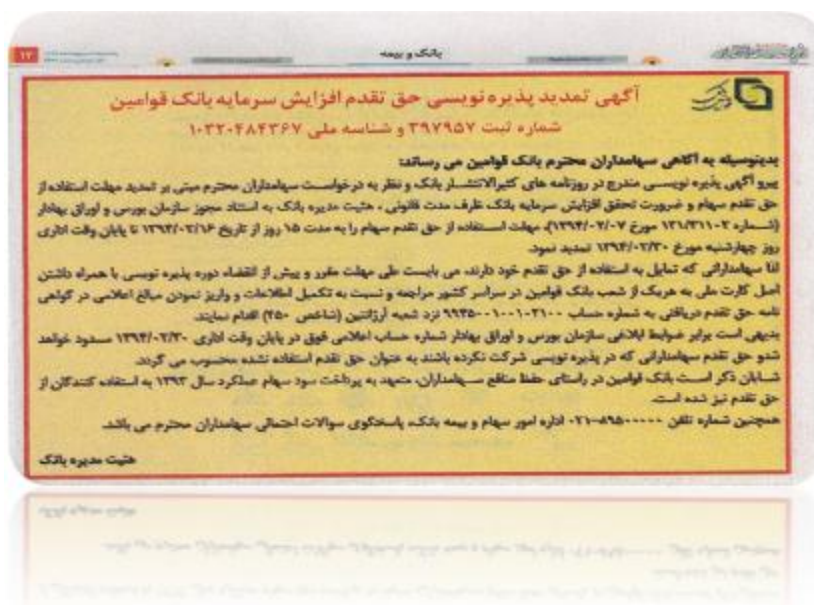 ۱۳
بانک و بیمه
آگهی تمدید پذیره نویسی حق تقدم افزایش سرمایه بانک قوامین
شماره ثبت ۳۹۷۹۵۷ و شناسه ملی ۱۰۳۲۰۴۸۴۳۶۷
بدینوسیله به آگاهی سهامداران محترم بانک قوامین می رساند:
پیرو آگهی پذیره نویسی مندرج در روزنامه های کثیرالانتشار بانک و نظر به درخواست سهامداران محترم مبنی بر تمدید مهلت استفاده از
حق تقدم سهام و ضرورت تحقق افزایش سرمایه بانک ظرف مدت قانونی ، هئیت مدیره بانک به استناد مجوز سازمان بورس و اوراق بهادار
(شماره ۱۳۱/۳۱۱۰۳ مورخ ۱۳۹۴/۰۲/۰۷)، مهلت استفاده از حق تقدم سهام را به مدت ۱۵ روز از تاریخ ۱۳۹۴/۰۲/۱۶ تا پایان وقت اداری
روز چهارشنبه مورخ ۱۳۹۴/۰۲/۳۰ تمدید نمود.
لذا سهامدارانی که تمایل به استفاده از حق تقدم خود دارند، می بایست طی مهلت مقرر و پیش از انقضاء دوره پذیره نویسی با همراه داشتن
اصل کارت ملی به هریک از شعب بانک قوامین در سراسر کشور مراجعه و نسبت به تکمیل اطلاعات و واریز نمودن مبالغ اعلامی در گواهی
نامه حق تقدم دریافتی به شماره حساب نزد شعبه آرژانتین (شاخص ۴۵۰) اقدام نمایند.
بدیهی است برابر ضوابط ابلاغی سازمان بورس و اوراق بهادار شماره حساب اعلامی فوق در پایان وقت اداری ۱۳۹۴/۰۲/۳۰ مسدود خواهد
شدو حق تقدم سهامدارانی که در پذیره نویسی شرکت نکرده باشند به عنوان حق تقدم استفاده نشده محسوب می گردد.
شایان ذکر است بانک قوامین در راستای حفظ منافع سهامداران، متعهد به پرداخت سود سهام عملکرد سال ۱۳۹۳ به استفاده کنندگان از
حق تقدم نیز شده است.
همچنین شماره تلفن ۸۹۵۰۰۰۰۰-۰۲۱ اداره امور سهام و بیمه بانک، پاسخگوی سوالات احتمالی سهامداران محترم می باشد.
هئیت مدیره بانک